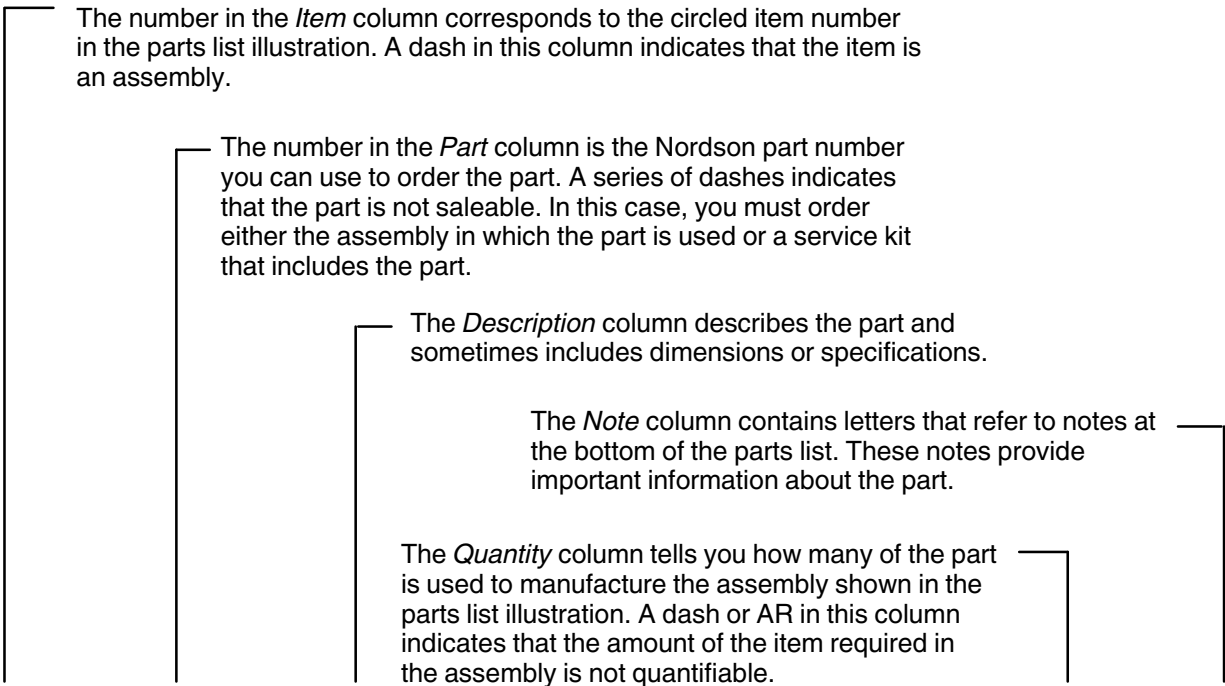 The number in the Item column corresponds to the circled item number
in the parts list illustration. A dash in this column indicates that the item is
an assembly.
The number in the Part column is the Nordson part number
you can use to order the part. A series of dashes indicates
that the part is not saleable. In this case, you must order
either the assembly in which the part is used or a service kit
that includes the part.
The Description column describes the part and
sometimes includes dimensions or specifications.
The Note column contains letters that refer to notes at
the bottom of the parts list. These notes provide
important information about the part.
The Quantity column tells you how many of the part
is used to manufacture the assembly shown in the
parts list illustration. A dash or AR in this column
indicates that the amount of the item required in
the assembly is not quantifiable.